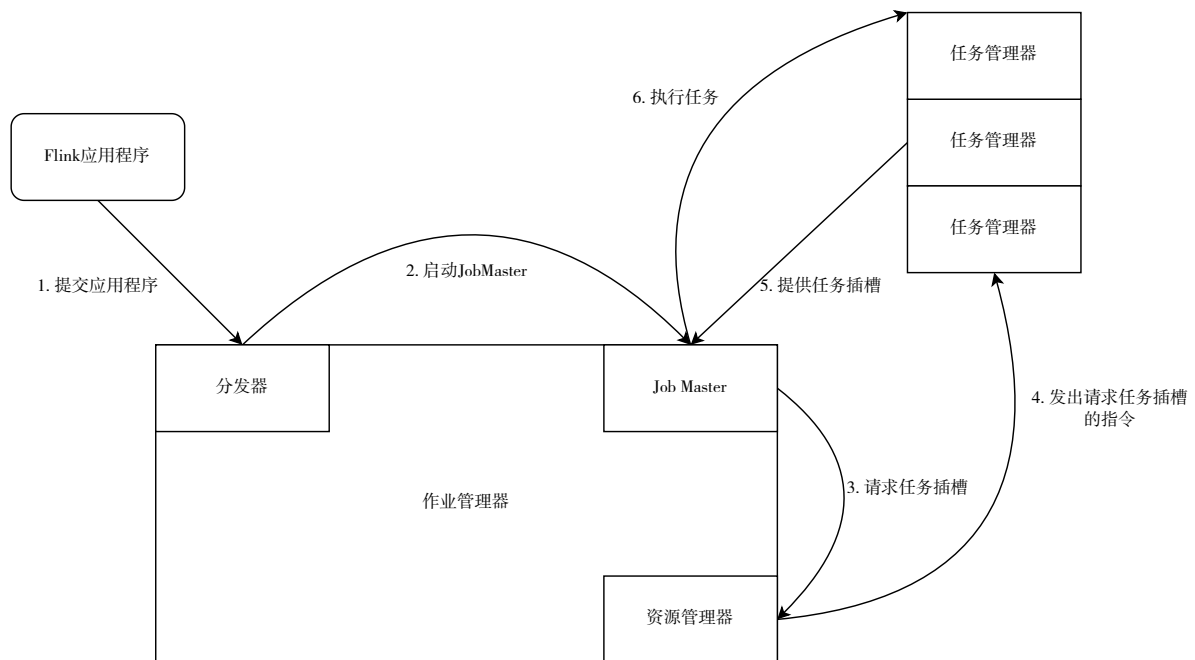 任务管理器
6. 执行任务
任务管理器
Flink应用程序
任务管理器
2. 启动JobMaster
1. 提交应用程序
5. 提供任务插槽
分发器
Job Master
4. 发出请求任务插槽
的指令
3. 请求任务插槽
作业管理器
资源管理器